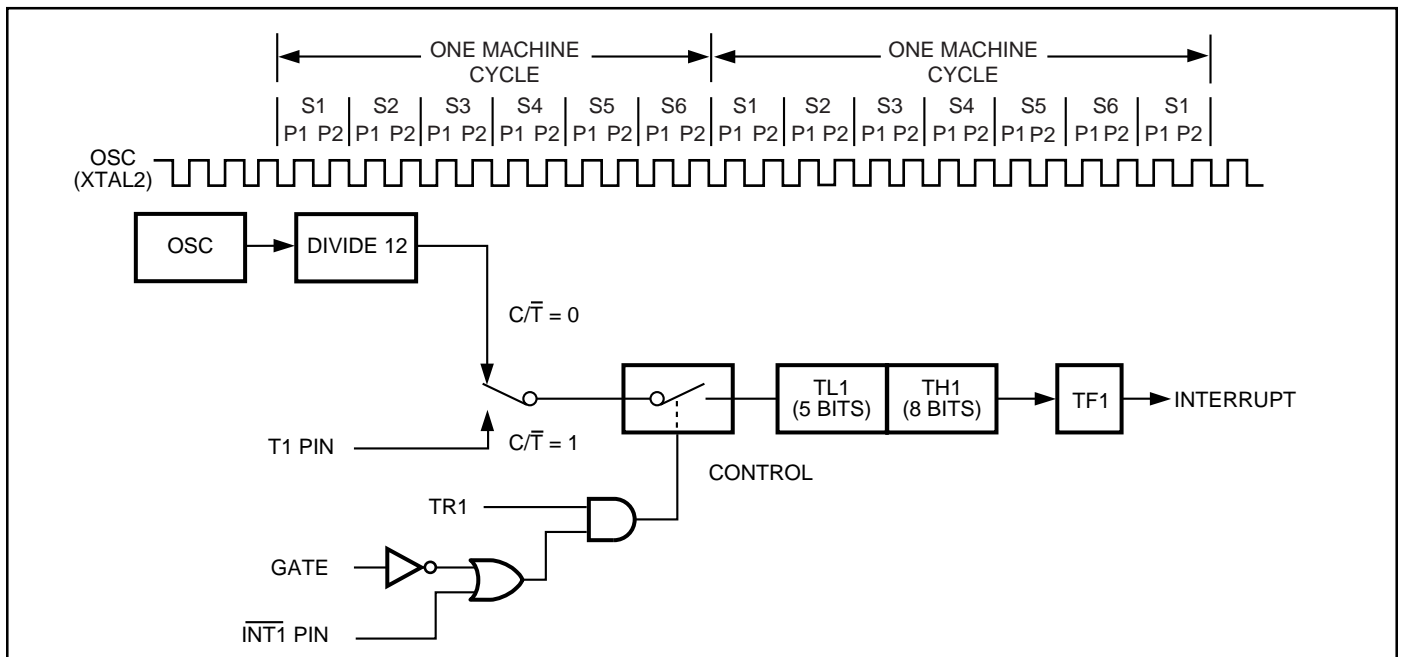 ONE MACHINE CYCLE
ONE MACHINE CYCLE
S1 S2 S3 S4 S5 S6 S1 S2 S3 S4 S5 S6 S1
P1 P2 P1 P2 P1 P2 P1 P2 P1 P2 P1 P2 P1 P2 P1 P2 P1 P2 P1 P2 P1 P2 P1 P2 P1 P2
OSC
(XTAL2)
OSC
DIVIDE 12
C/T̅ = 0
TL1
(5 BITS)
TH1
(8 BITS)
TF1
INTERRUPT
T1 PIN
C/T̅ = 1
CONTROL
TR1
GATE
I̅N̅T̅1̅ PIN